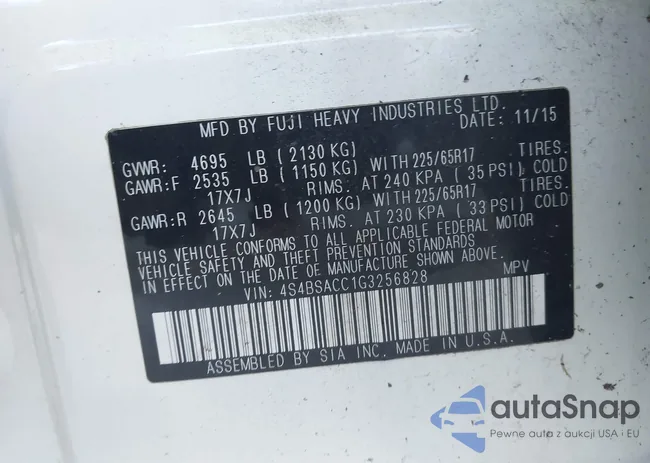 MFD BY FUJI HEAVY INDUSTRIES LTD.
DATE: 11/15
GVWR: 4695 LB (2130 KG)
GAWR:F 2535 LB (1150 KG) WITH 225/65R17 TIRES.
17X7J RIMS. AT 240 KPA (35 PSI) COLD
GAWR:R 2645 LB (1200 KG) WITH 225/65R17 TIRES.
17X7J RIMS. AT 230 KPA (33 PSI) COLD
THIS VEHICLE CONFORMS TO ALL APPLICABLE FEDERAL MOTOR
VEHICLE SAFETY AND THEFT PREVENTION STANDARDS
IN EFFECT ON THE DATE OF MANUFACTURE SHOWN ABOVE.
VIN: 4S4BSACC1G3256828 MPV
ASSEMBLED BY SIA INC. MADE IN U.S.A.
autoSnap
Pewne auta z aukcji USA i EU